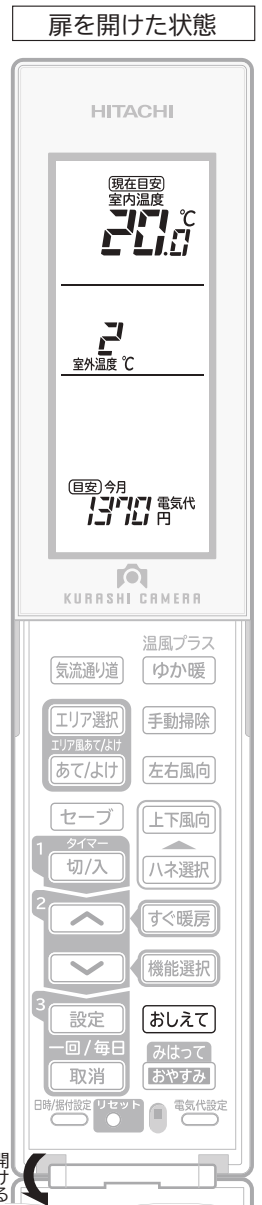 扉を開けた状態
HITACHI
現在目安
室内温度
20.0℃
2
室外温度 ℃
目安 今月
1370 電気代
円
KURASHI CAMERA
温風プラス
気流通り道 ゆか暖
エリア選択 手動掃除
エリア風あて/よけ
あて/よけ 左右風向
セーブ 上下風向
1 タイマー
切/入 ハネ選択
2
すぐ暖房
機能選択
3
設定 おしえて
一回/毎日 みはって
取消 おやすみ
日時/据付設定 リセット 電気代設定
開ける